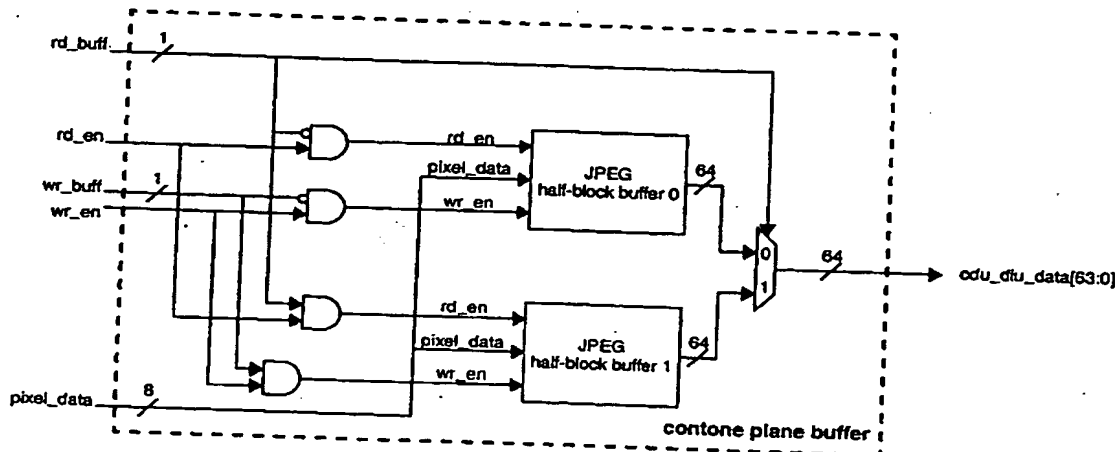 rd_buff
1
rd_en
rd_en
JPEG
half-block buffer 0
64
pixel_data
wr_buff
1
wr_en
wr_en
0
1
64
cdu_diu_data[63:0]
rd_en
JPEG
half-block buffer 1
64
pixel_data
wr_en
pixel_data
8
contone plane buffer